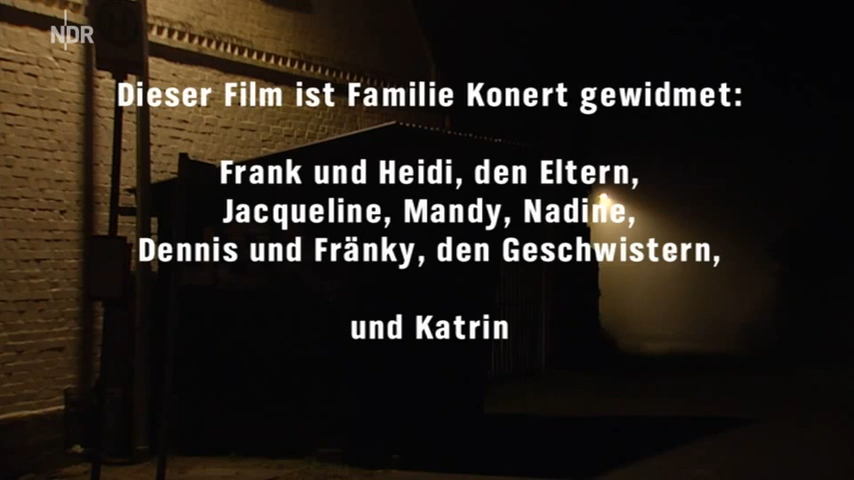 NDR
Dieser Film ist Familie Konert gewidmet:
Frank und Heidi, den Eltern,
Jacqueline, Mandy, Nadine,
Dennis und Fränky, den Geschwistern,
und Katrin